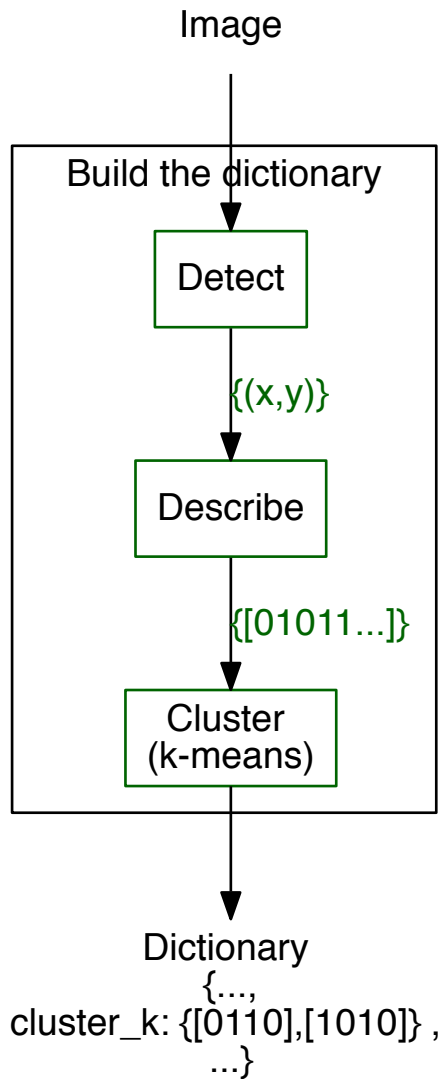 Image
Build the dictionary
Detect
{(x,y)}
Describe
{[01011...]}
Cluster
(k-means)
Dictionary
{...,
cluster_k: {[0110],[1010]} ,
...}